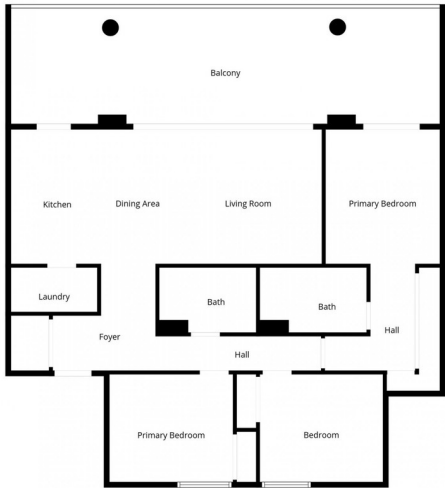 Balcony
Kitchen
Dining Area
Living Room
Primary Bedroom
Laundry
Bath
Bath
Foyer
Hall
Hall
Primary Bedroom
Bedroom